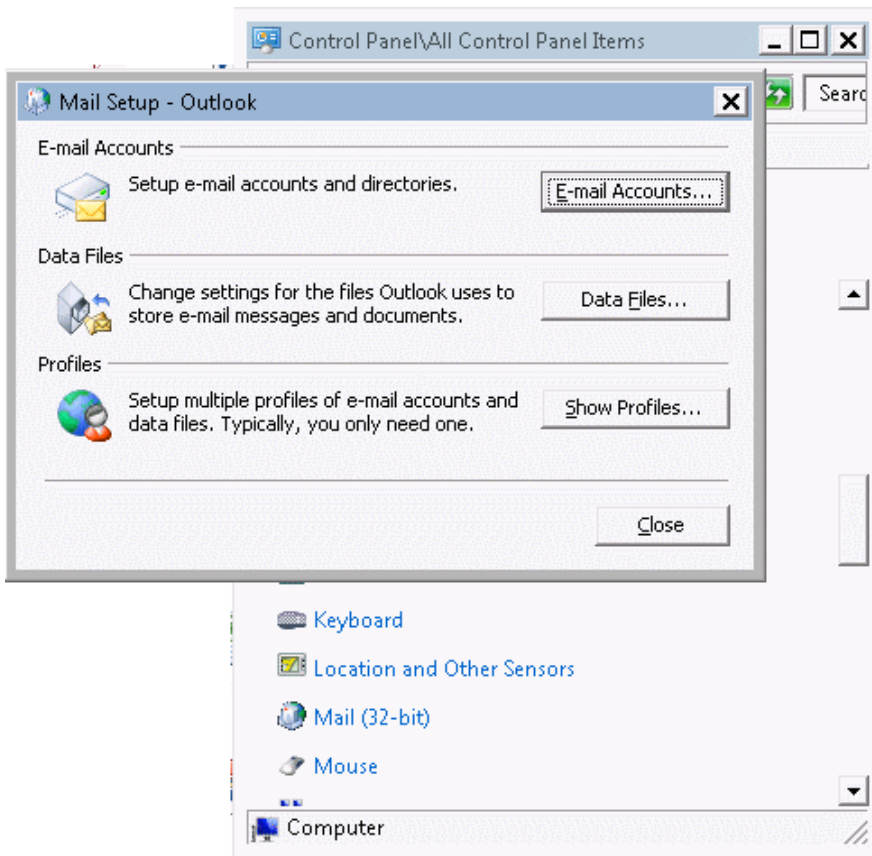 Control Panel\All Control Panel Items
Mail Setup - Outlook
E-mail Accounts
Setup e-mail accounts and directories.
E-mail Accounts...
Data Files
Change settings for the files Outlook uses to
store e-mail messages and documents.
Data Files...
Profiles
Setup multiple profiles of e-mail accounts and
data files. Typically, you only need one.
Show Profiles...
Close
Keyboard
Location and Other Sensors
Mail (32-bit)
Mouse
Computer